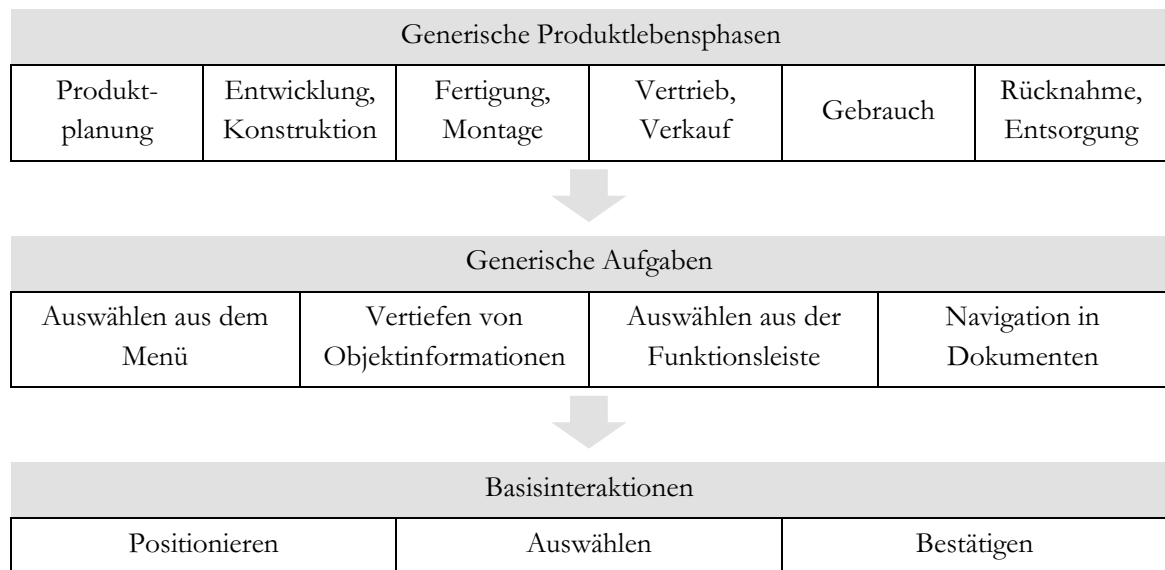 Generische Produktlebensphasen
Produkt-
planung
Entwicklung,
Konstruktion
Fertigung,
Montage
Vertrieb,
Verkauf
Gebrauch
Rücknahme,
Entsorgung
Generische Aufgaben
Auswählen aus dem
Menü
Vertiefen von
Objektinformationen
Auswählen aus der
Funktionsleiste
Navigation in
Dokumenten
Basisinteraktionen
Positionieren
Auswählen
Bestätigen